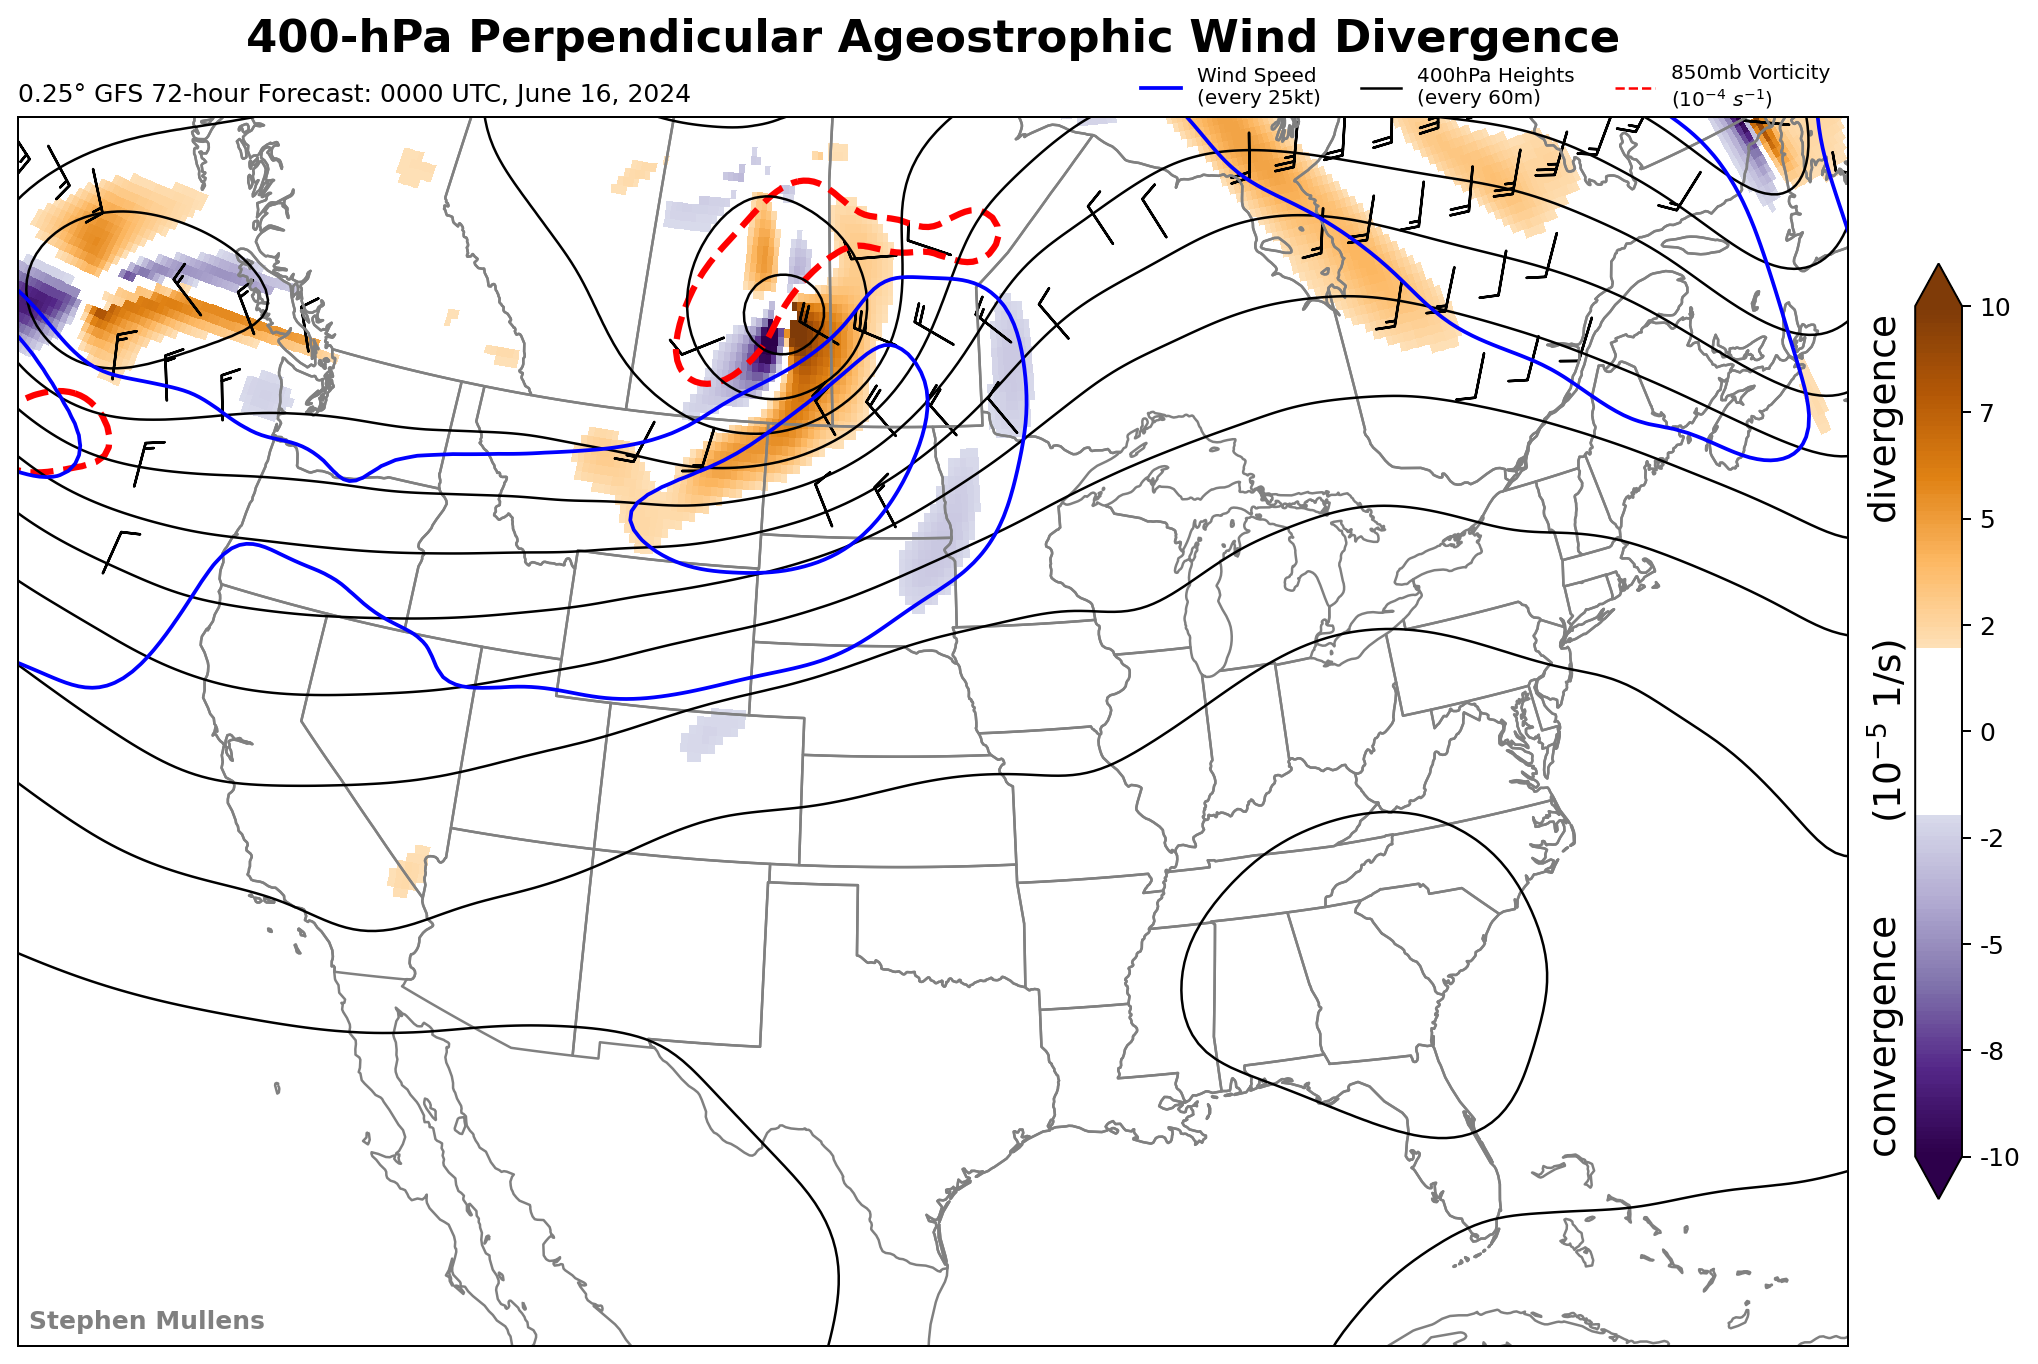 400-hPa Perpendicular Ageostrophic Wind Divergence
0.25° GFS 72-hour Forecast: 0000 UTC, June 16, 2024
Wind Speed
(every 25kt)
400hPa Heights
(every 60m)
850mb Vorticity
(10⁻⁴ s⁻¹)
10
7
5
2
0
-2
-5
-8
-10
convergence (10⁻⁵ 1/s) divergence
Stephen Mullens